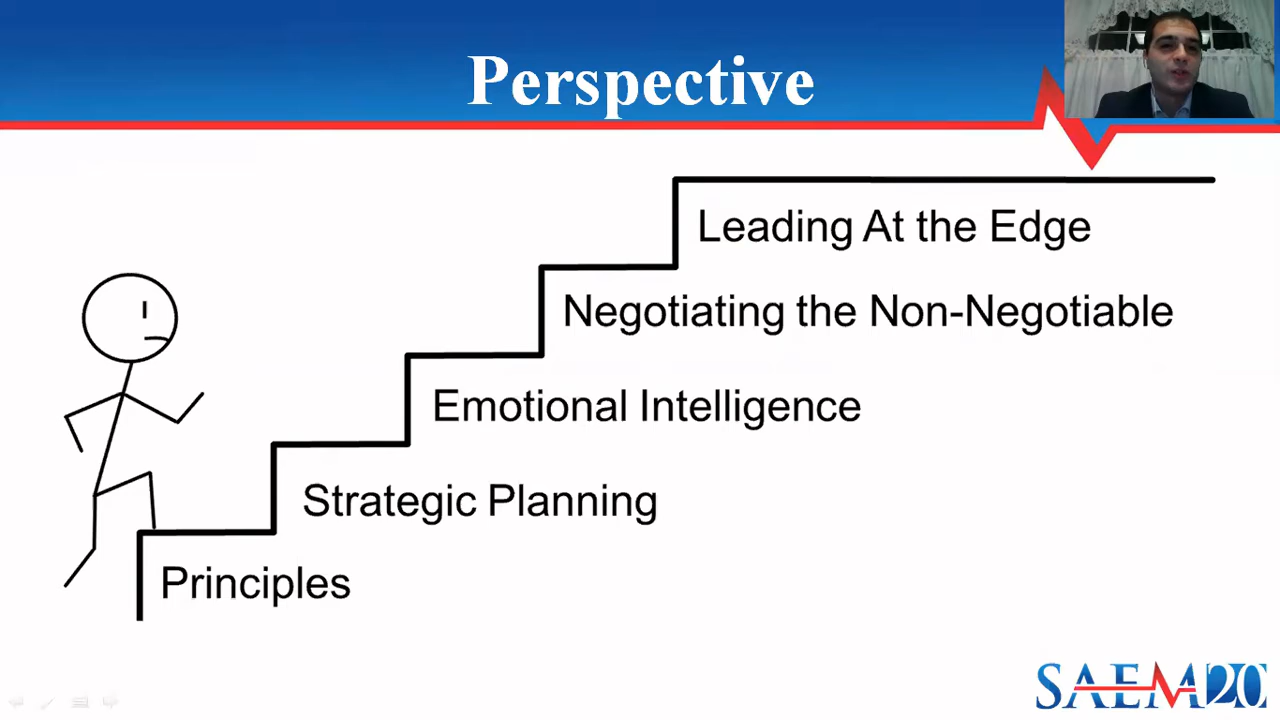 Perspective
Leading At the Edge
Negotiating the Non-Negotiable
Emotional Intelligence
Strategic Planning
Principles
SAEM20